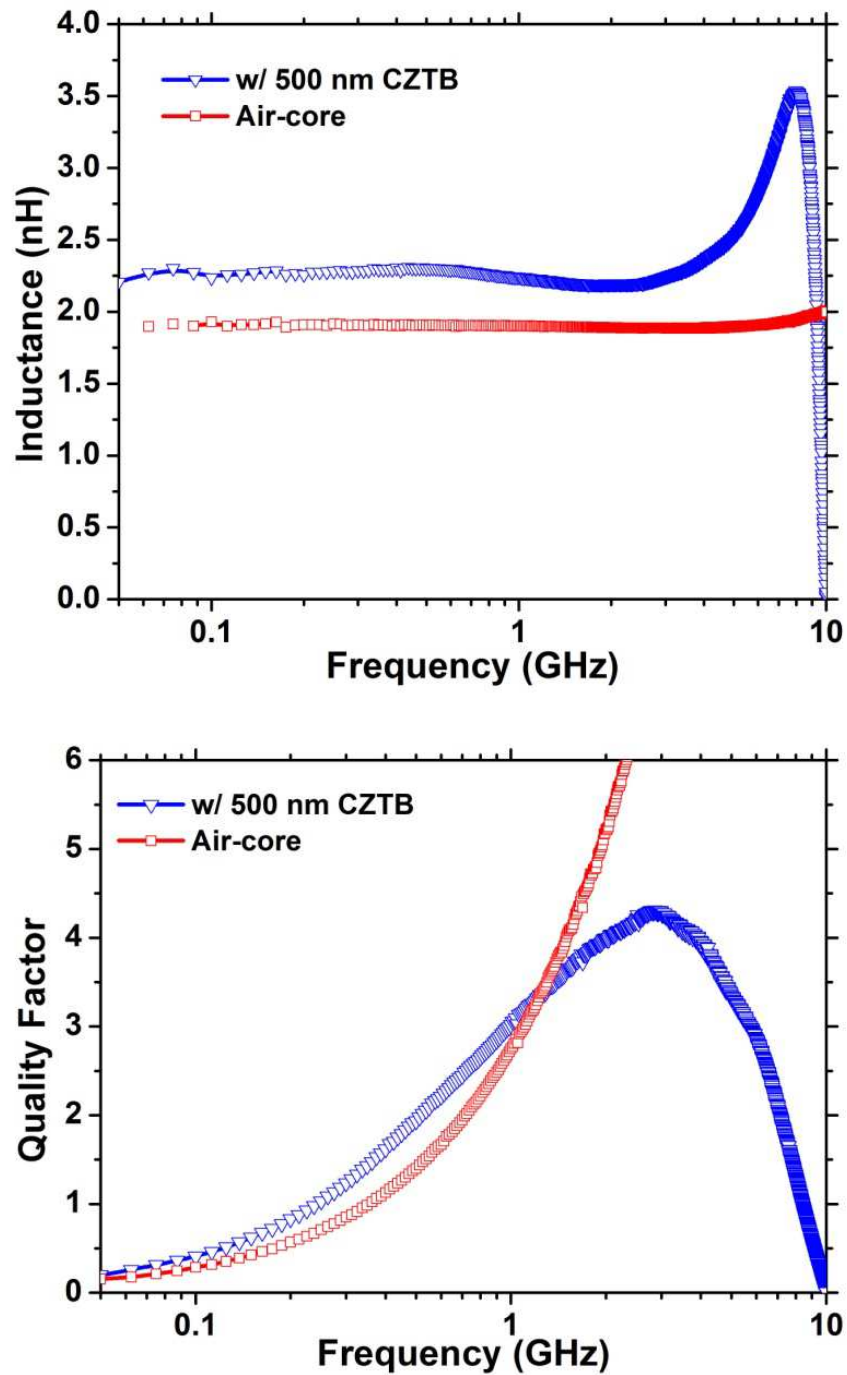 4.0
w/ 500 nm CZTB
3.5
Air-core
3.0
2.5
2.0
1.5
1.0
0.5
0.0
Inductance (nH)
0.1
1
10
Frequency (GHz)
6
w/ 500 nm CZTB
Air-core
5
4
3
2
1
0
Quality Factor
0.1
1
10
Frequency (GHz)